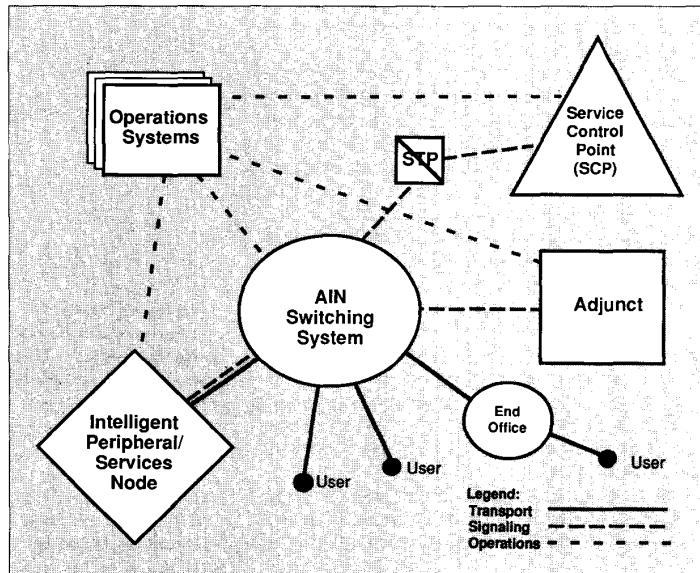 Operations
Systems
Service
Control
Point
(SCP)
STP
AIN
Switching
System
Adjunct
Intelligent
Peripheral/
Services
Node
End
Office
User
User
User
Legend:
Transport
Signaling
Operations